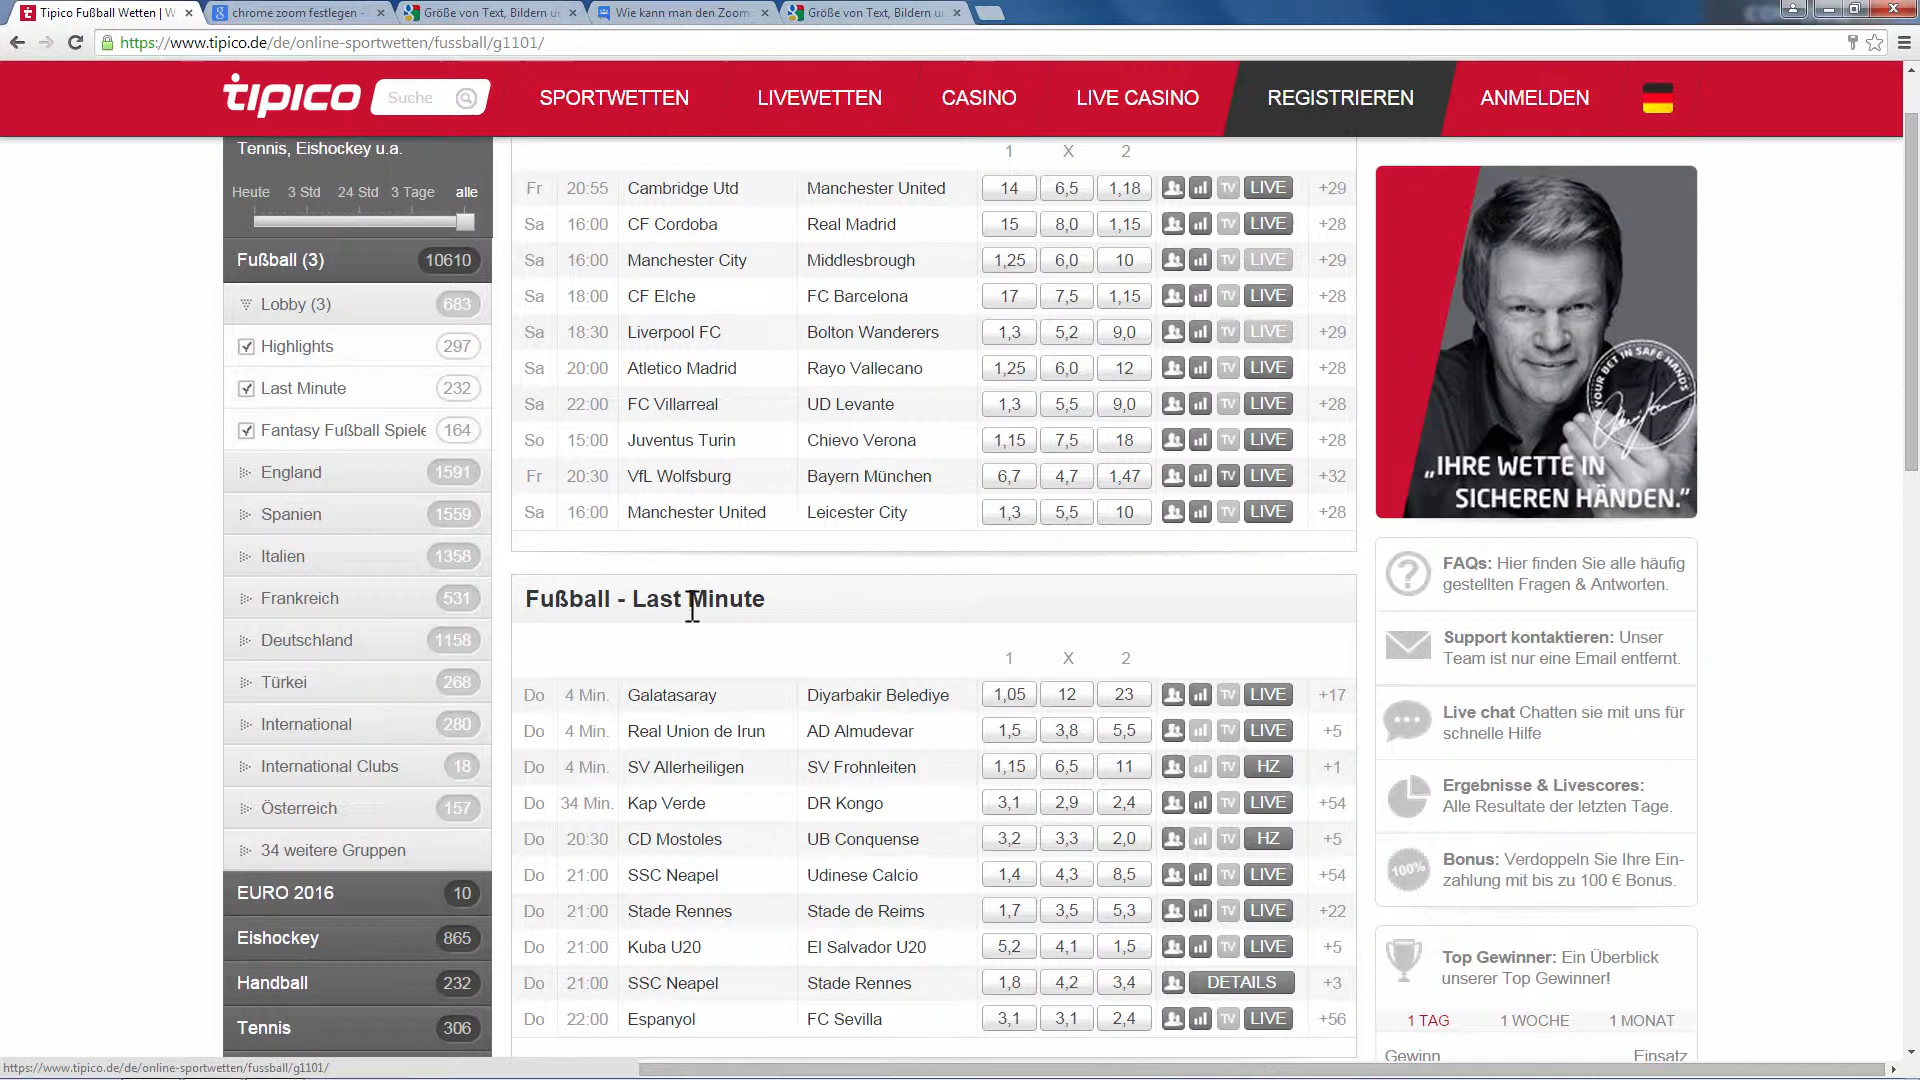 Tipico Fußball Wetten | W
chrome zoom festlegen -
Größe von Text, Bildern u
Wie kann man den Zoom
Größe von Text, Bildern u
https://www.tipico.de/de/online-sportwetten/fussball/g1101/
tipico
Suche
SPORTWETTEN
LIVEWETTEN
CASINO
LIVE CASINO
REGISTRIEREN
ANMELDEN
Tennis, Eishockey u.a.
Heute 3 Std 24 Std 3 Tage alle
Fußball (3) 10610
Lobby (3) 683
Highlights 297
Last Minute 232
Fantasy Fußball Spiele 164
England 1591
Spanien 1559
Italien 1358
Frankreich 531
Deutschland 1158
Türkei 268
International 280
International Clubs 18
Österreich 157
34 weitere Gruppen
EURO 2016 10
Eishockey 865
Handball 232
Tennis 306
1 X 2
Fr 20:55 Cambridge Utd Manchester United 14 6,5 1,18 TV LIVE +29
Sa 16:00 CF Cordoba Real Madrid 15 8,0 1,15 TV LIVE +28
Sa 16:00 Manchester City Middlesbrough 1,25 6,0 10 TV LIVE +29
Sa 18:00 CF Elche FC Barcelona 17 7,5 1,15 TV LIVE +28
Sa 18:30 Liverpool FC Bolton Wanderers 1,3 5,2 9,0 TV LIVE +29
Sa 20:00 Atletico Madrid Rayo Vallecano 1,25 6,0 12 TV LIVE +28
Sa 22:00 FC Villarreal UD Levante 1,3 5,5 9,0 TV LIVE +28
So 15:00 Juventus Turin Chievo Verona 1,15 7,5 18 TV LIVE +28
Fr 20:30 VfL Wolfsburg Bayern München 6,7 4,7 1,47 TV LIVE +32
Sa 16:00 Manchester United Leicester City 1,3 5,5 10 TV LIVE +28
Fußball - Last Minute
1 X 2
Do 4 Min. Galatasaray Diyarbakir Belediye 1,05 12 23 TV LIVE +17
Do 4 Min. Real Union de Irun AD Almudevar 1,5 3,8 5,5 TV LIVE +5
Do 4 Min. SV Allerheiligen SV Frohnleiten 1,15 6,5 11 TV HZ +1
Do 34 Min. Kap Verde DR Kongo 3,1 2,9 2,4 TV LIVE +54
Do 20:30 CD Mostoles UB Conquense 3,2 3,3 2,0 TV HZ +5
Do 21:00 SSC Neapel Udinese Calcio 1,4 4,3 8,5 TV LIVE +54
Do 21:00 Stade Rennes Stade de Reims 1,7 3,5 5,3 TV LIVE +22
Do 21:00 Kuba U20 El Salvador U20 5,2 4,1 1,5 TV LIVE +5
Do 21:00 SSC Neapel Stade Rennes 1,8 4,2 3,4 DETAILS +3
Do 22:00 Espanyol FC Sevilla 3,1 3,1 2,4 TV LIVE +56
YOUR BET IN SAFE HANDS
„IHRE WETTE IN
SICHEREN HÄNDEN.”
FAQs: Hier finden Sie alle häufig
gestellten Fragen & Antworten.
Support kontaktieren: Unser
Team ist nur eine Email entfernt.
Live chat Chatten sie mit uns für
schnelle Hilfe
Ergebnisse & Livescores:
Alle Resultate der letzten Tage.
100%
Bonus: Verdoppeln Sie Ihre Ein-
zahlung mit bis zu 100 € Bonus.
Top Gewinner: Ein Überblick
unserer Top Gewinner!
1 TAG 1 WOCHE 1 MONAT
Gewinn Einsatz
https://www.tipico.de/de/online-sportwetten/fussball/g1101/